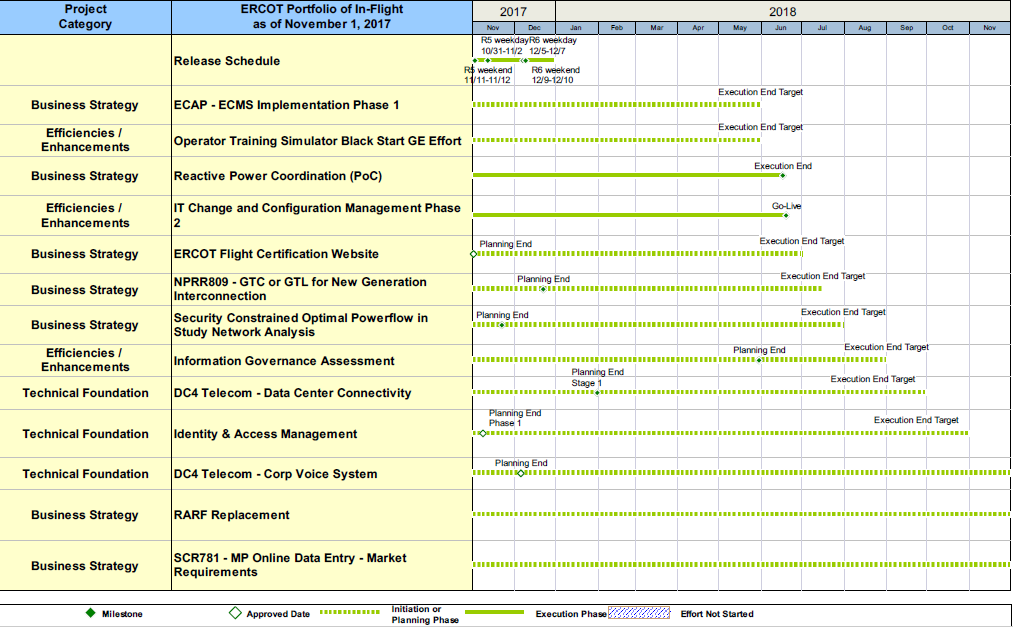 Project
Category
ERCOT Portfolio of In-Flight
as of November 1, 2017
2017
2018
Nov
Dec
Jan
Feb
Mar
Apr
May
Jun
Jul
Aug
Sep
Oct
Nov
Release Schedule
R5 weekday
10/31-11/2
R6 weekday
12/5-12/7
R5 weekend
11/11-11/12
R6 weekend
12/9-12/10
Business Strategy
ECAP - ECMS Implementation Phase 1
Execution End Target
Efficiencies /
Enhancements
Operator Training Simulator Black Start GE Effort
Execution End Target
Business Strategy
Reactive Power Coordination (PoC)
Execution End
Efficiencies /
Enhancements
IT Change and Configuration Management Phase
2
Go-Live
Business Strategy
ERCOT Flight Certification Website
Planning End
Execution End Target
Business Strategy
NPRR809 - GTC or GTL for New Generation
Interconnection
Planning End
Execution End Target
Business Strategy
Security Constrained Optimal Powerflow in
Study Network Analysis
Planning End
Execution End Target
Efficiencies /
Enhancements
Information Governance Assessment
Planning End
Execution End Target
Technical Foundation
DC4 Telecom - Data Center Connectivity
Planning End
Stage 1
Execution End Target
Technical Foundation
Identity & Access Management
Planning End
Phase 1
Execution End Target
Technical Foundation
DC4 Telecom - Corp Voice System
Planning End
Business Strategy
RARF Replacement
Business Strategy
SCR781 - MP Online Data Entry - Market
Requirements
Milestone
Approved Date
Initiation or
Planning Phase
Execution Phase
Effort Not Started